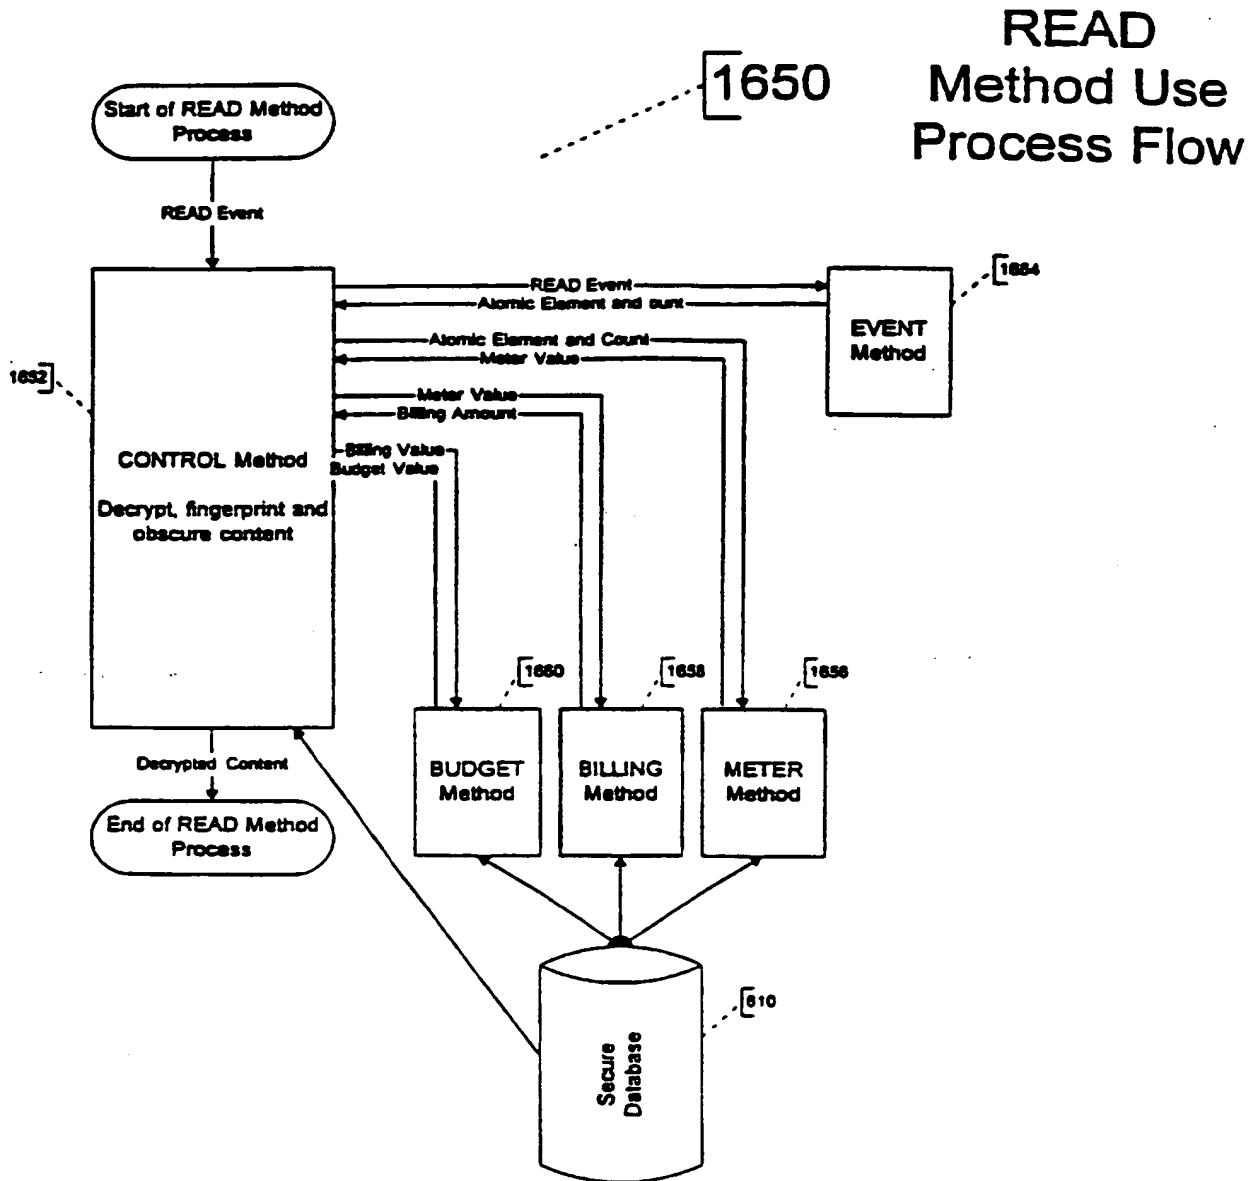 READ
Method Use
Process Flow
1650
Start of READ Method
Process
READ Event
READ Event
Atomic Element and ount
1654
EVENT
Method
Atomic Element and Count
Meter Value
1652
Meter Value
Billing Amount
CONTROL Method
Decrypt, fingerprint and
obscure content
Billing Value
Budget Value
1660
1658
1656
BUDGET
Method
BILLING
Method
METER
Method
Decrypted Content
End of READ Method
Process
610
Secure
Database